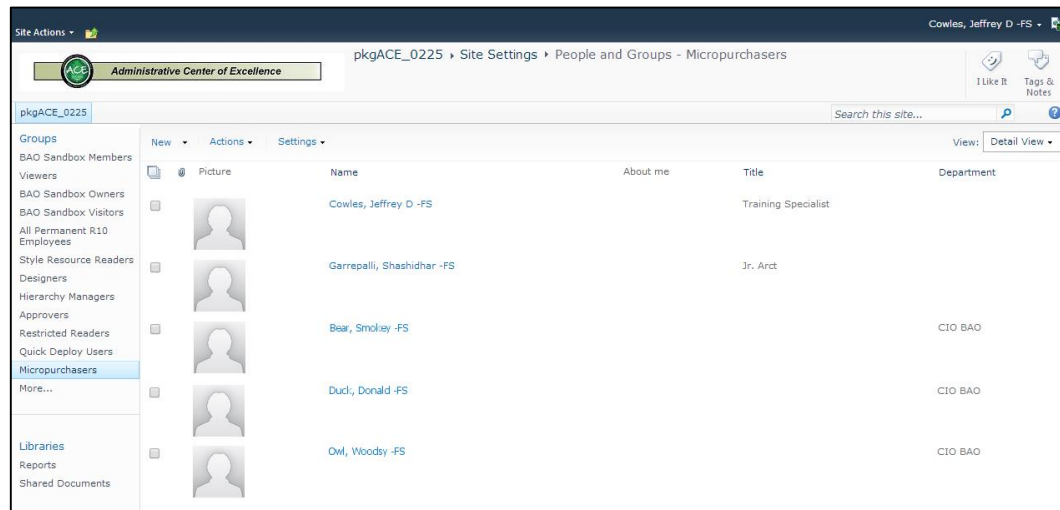 Site Actions
Cowles, Jeffrey D -FS
ACE
Administrative Center of Excellence
pkgACE_0225 ▸ Site Settings ▸ People and Groups - Micropurchasers
I Like It
Tags &
Notes
pkgACE_0225
Search this site...
Groups
BAO Sandbox Members
Viewers
BAO Sandbox Owners
BAO Sandbox Visitors
All Permanent R10
Employees
Style Resource Readers
Designers
Hierarchy Managers
Approvers
Restricted Readers
Quick Deploy Users
Micropurchasers
More...
Libraries
Reports
Shared Documents
New Actions Settings View: Detail View
Picture Name About me Title Department
Cowles, Jeffrey D -FS Training Specialist
Garrepalli, Shashidhar -FS Jr. Arct
Bear, Smokey -FS CIO BAO
Duck, Donald -FS CIO BAO
Owl, Woodsy -FS CIO BAO